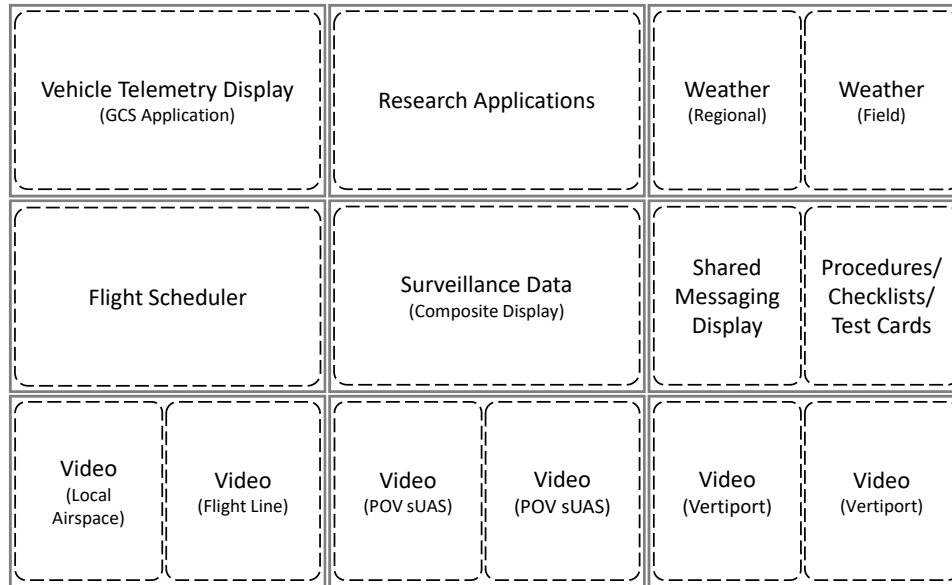 Vehicle Telemetry Display
(GCS Application)
Research Applications
Weather
(Regional)
Weather
(Field)
Flight Scheduler
Surveillance Data
(Composite Display)
Shared
Messaging
Display
Procedures/
Checklists/
Test Cards
Video
(Local
Airspace)
Video
(Flight Line)
Video
(POV sUAS)
Video
(POV sUAS)
Video
(Vertiport)
Video
(Vertiport)